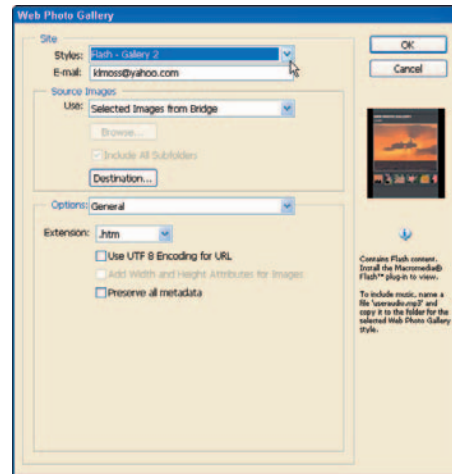 Web Photo Gallery
Site
Styles: Flash - Gallery 2
E-mail: klmoss@yahoo.com
Source Images
Use: Selected Images from Bridge
Browse...
Include All Subfolders
Destination...
Options: General
Extension: .htm
Use UTF 8 Encoding for URL
Add Width and Height Attributes for Images
Preserve all metadata
OK
Cancel
Contains Flash content.
Install the Macromedia®
Flash™ plug-in to view.
To include music, name a
file 'useraudio.mp3' and
copy it to the folder for the
selected Web Photo Gallery
style.